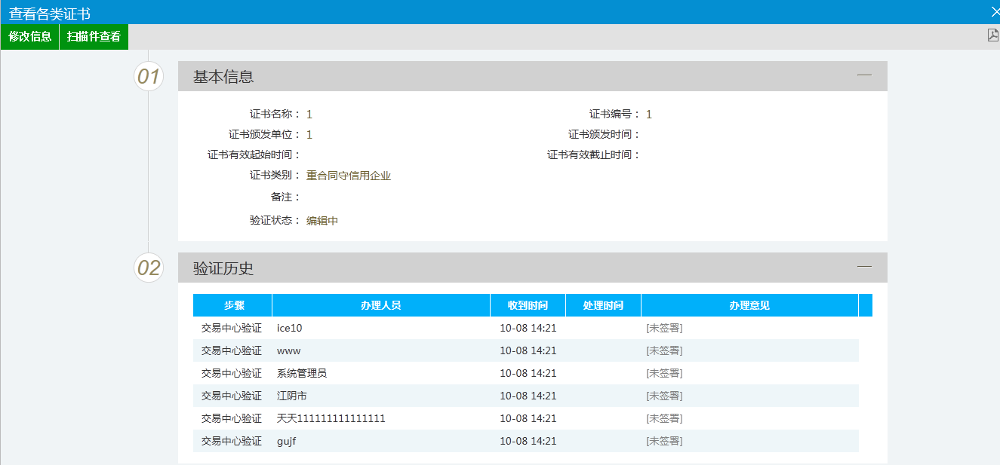 查看各类证书
修改信息 扫描件查看
01 基本信息
证书名称： 1 证书编号： 1
证书颁发单位： 1 证书颁发时间：
证书有效起始时间： 证书有效截止时间：
证书类别： 重合同守信用企业
备注：
验证状态： 编辑中
02 验证历史
步骤 办理人员 收到时间 处理时间 办理意见
交易中心验证 ice10 10-08 14:21 [未签署]
交易中心验证 www 10-08 14:21 [未签署]
交易中心验证 系统管理员 10-08 14:21 [未签署]
交易中心验证 江阴市 10-08 14:21 [未签署]
交易中心验证 天天111111111111111 10-08 14:21 [未签署]
交易中心验证 gujf 10-08 14:21 [未签署]